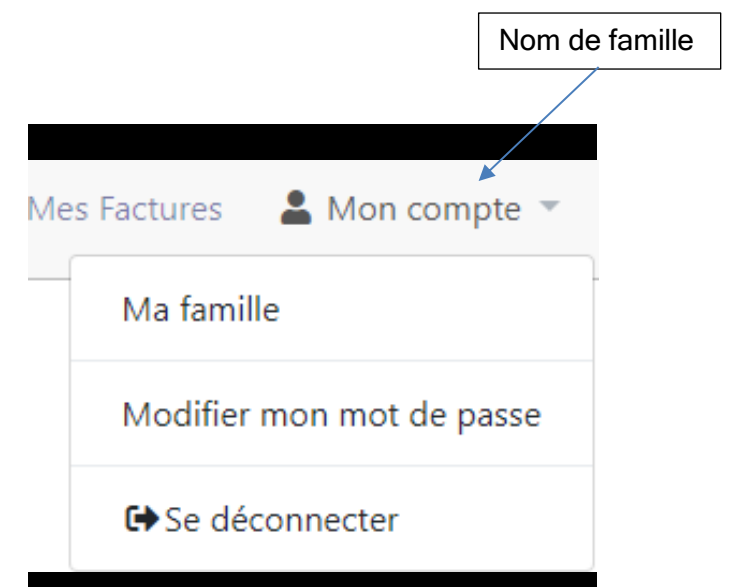 Nom de famille
Mes Factures Mon compte
Ma famille
Modifier mon mot de passe
Se déconnecter